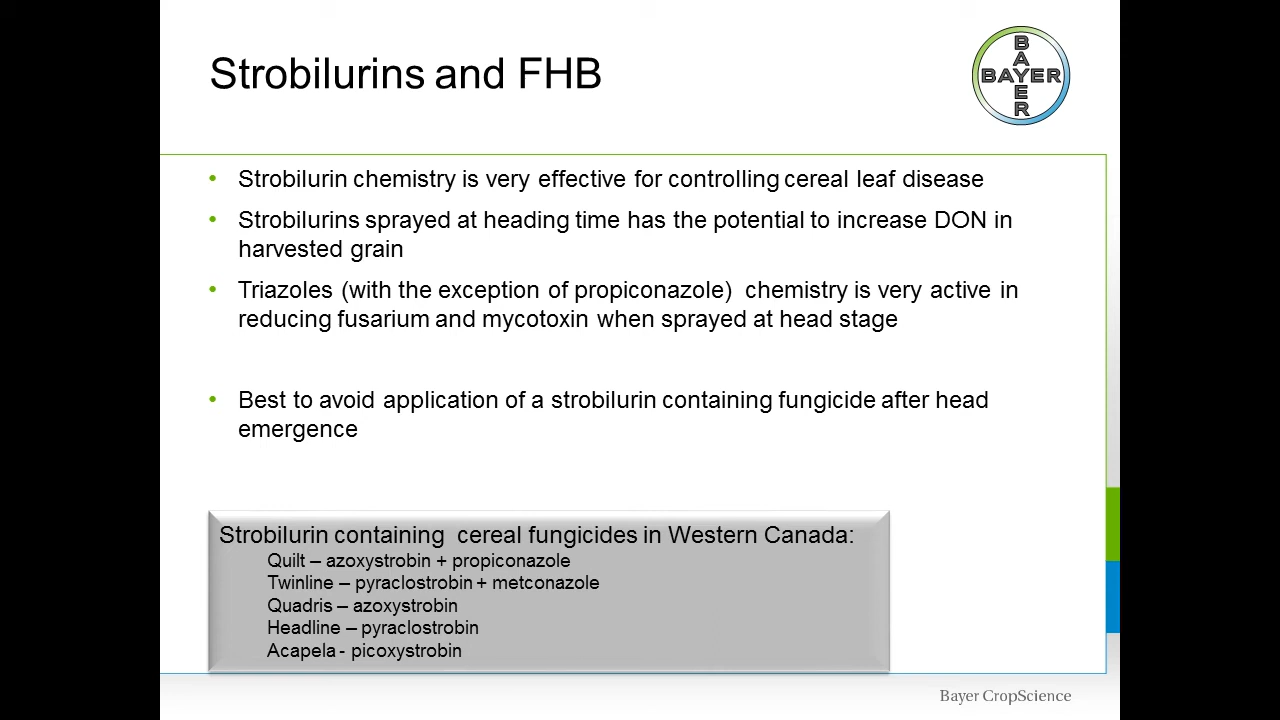 Strobilurins and FHB
BAYER
BAYER
• Strobilurin chemistry is very effective for controlling cereal leaf disease
• Strobilurins sprayed at heading time has the potential to increase DON in
harvested grain
• Triazoles (with the exception of propiconazole) chemistry is very active in
reducing fusarium and mycotoxin when sprayed at head stage
• Best to avoid application of a strobilurin containing fungicide after head
emergence
Strobilurin containing cereal fungicides in Western Canada:
Quilt – azoxystrobin + propiconazole
Twinline – pyraclostrobin + metconazole
Quadris – azoxystrobin
Headline – pyraclostrobin
Acapela - picoxystrobin
Bayer CropScience